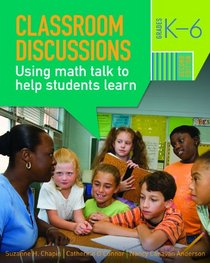 CLASSROOM
DISCUSSIONS
Using math talk to
help students learn
GRADES
K–6
Suzanne H. Chapin | Catherine O'Connor | Nancy Canavan Anderson